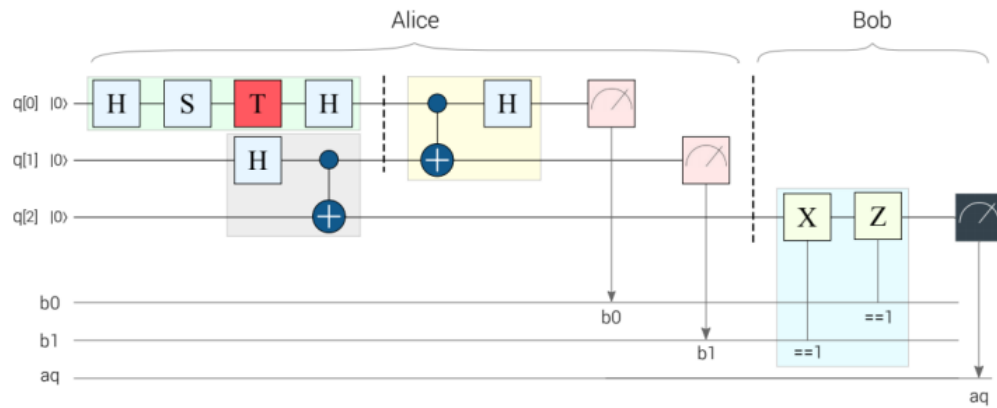 Alice Bob
q[0] |0⟩ H S T H H
q[1] |0⟩ H
q[2] |0⟩ X Z
b0 b0 ==1
b1 b1 ==1
aq aq